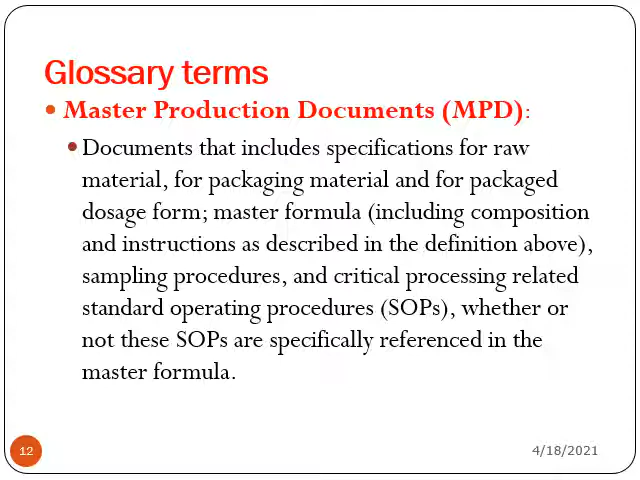 Glossary terms
• Master Production Documents (MPD):
• Documents that includes specifications for raw
material, for packaging material and for packaged
dosage form; master formula (including composition
and instructions as described in the definition above),
sampling procedures, and critical processing related
standard operating procedures (SOPs), whether or
not these SOPs are specifically referenced in the
master formula.
12
4/18/2021